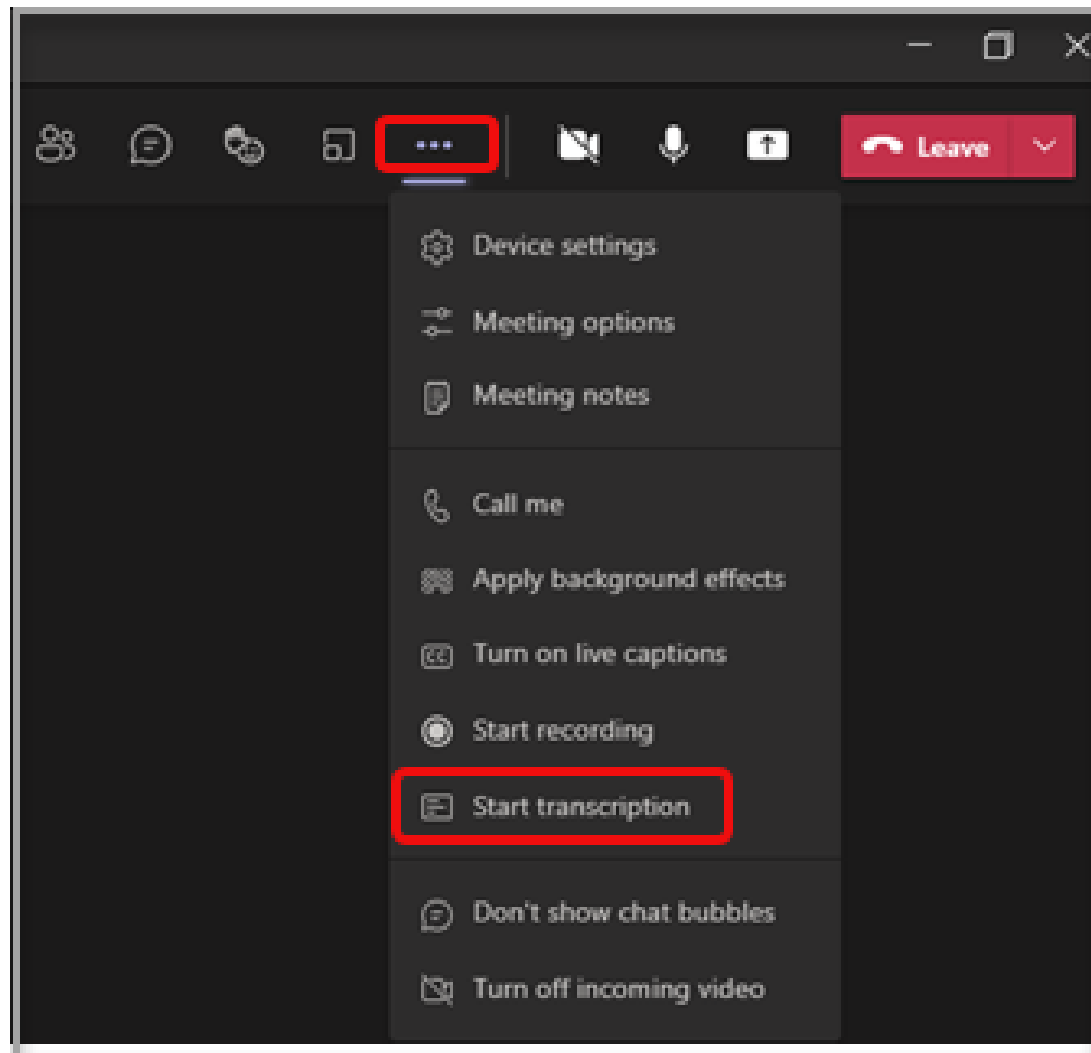 Leave
Device settings
Meeting options
Meeting notes
Call me
Apply background effects
CC Turn on live captions
Start recording
Start transcription
Don't show chat bubbles
Turn off incoming video